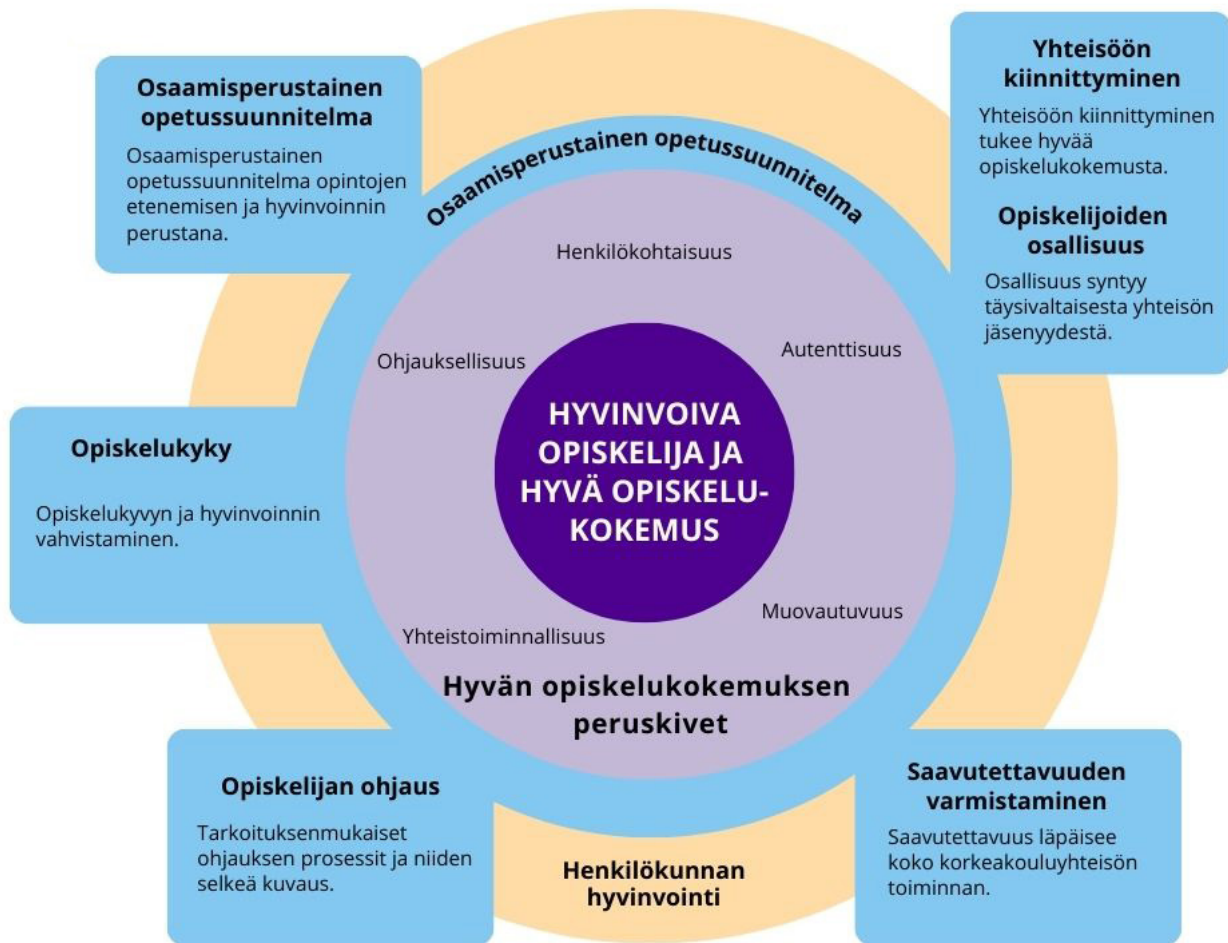 Osaamisperustainen
opetussuunnitelma
Osaamisperustainen
opetussuunnitelma opintojen
etenemisen ja hyvinvoinnin
perustana.
Yhteisöön
kiinnittyminen
Yhteisöön kiinnittyminen
tukee hyvää
opiskelukokemusta.
Opiskelijoiden
osallisuus
Osallisuus syntyy
täysivaltaisesta yhteisön
jäsenyydestä.
Osaamisperustainen opetussuunnitelma
Henkilökohtaisuus
Ohjauksellisuus
Autenttisuus
HYVINVOIVA
OPISKELIJA JA
HYVÄ OPISKELU-
KOKEMUS
Opiskelukyky
Opiskelukyvyn ja hyvinvoinnin
vahvistaminen.
Muovautuvuus
Yhteistoiminnallisuus
Hyvän opiskelukokemuksen
peruskivet
Opiskelijan ohjaus
Tarkoituksenmukaiset
ohjauksen prosessit ja niiden
selkeä kuvaus.
Henkilökunnan
hyvinvointi
Saavutettavuuden
varmistaminen
Saavutettavuus läpäisee
koko korkeakouluyhteisön
toiminnan.